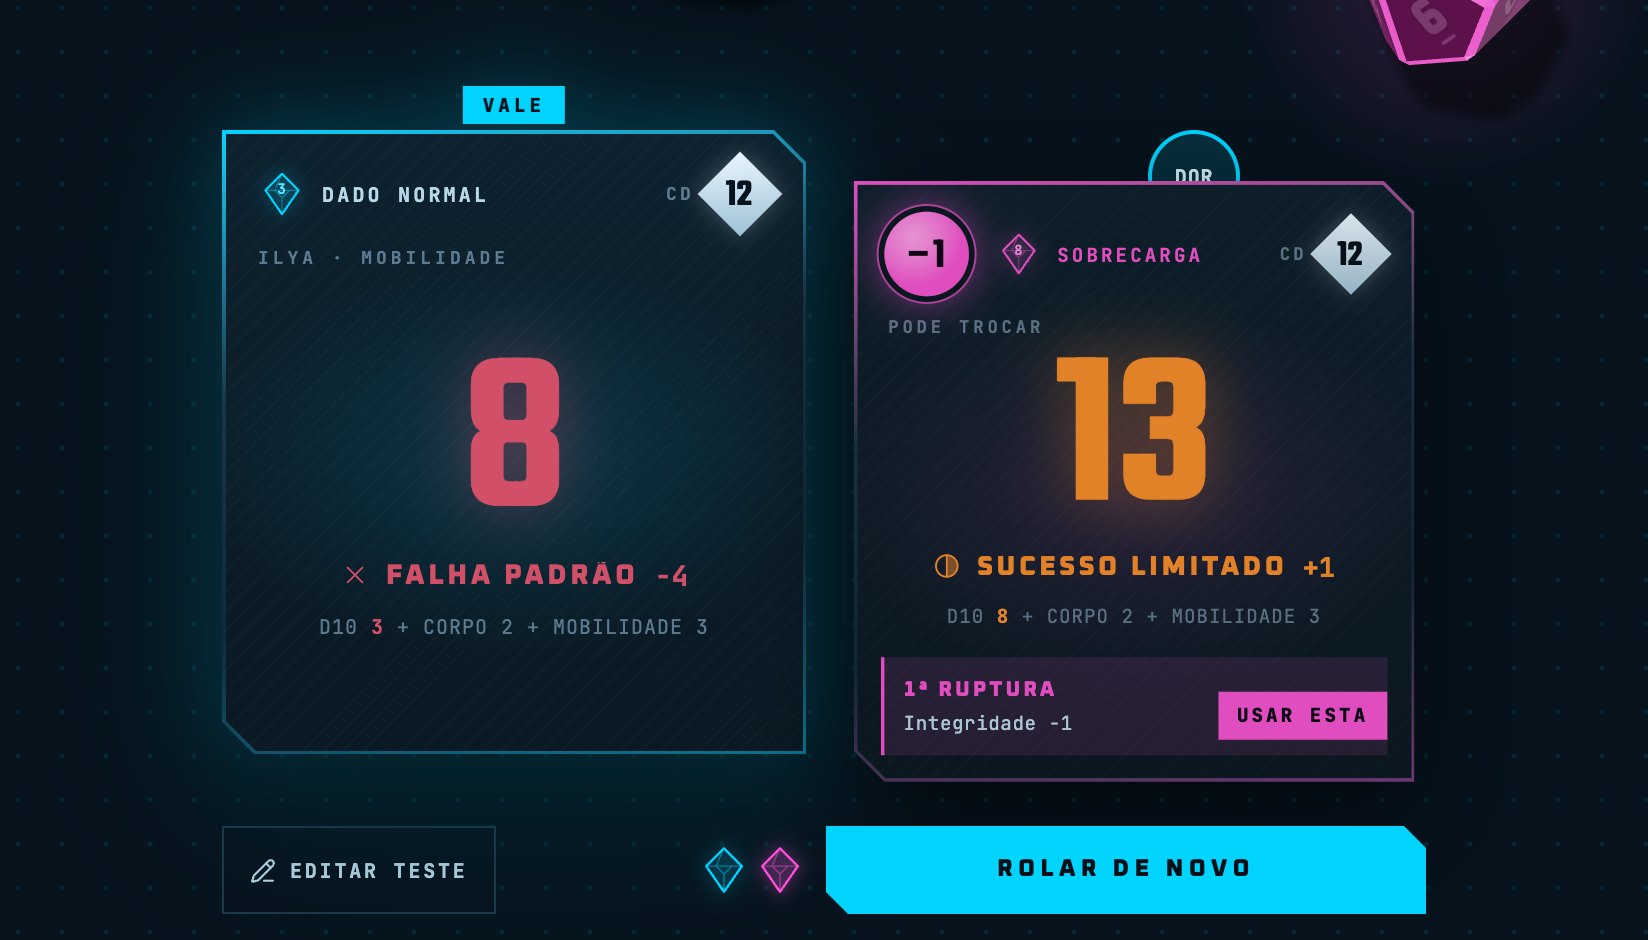 6
VALE
3
DADO NORMAL
CD
12
ILYA · MOBILIDADE
8
× FALHA PADRÃO -4
D10 3 + CORPO 2 + MOBILIDADE 3
DOR
−1
8
SOBRECARGA
CD
12
PODE TROCAR
13
SUCESSO LIMITADO +1
D10 8 + CORPO 2 + MOBILIDADE 3
1ª RUPTURA
Integridade -1
USAR ESTA
EDITAR TESTE
ROLAR DE NOVO